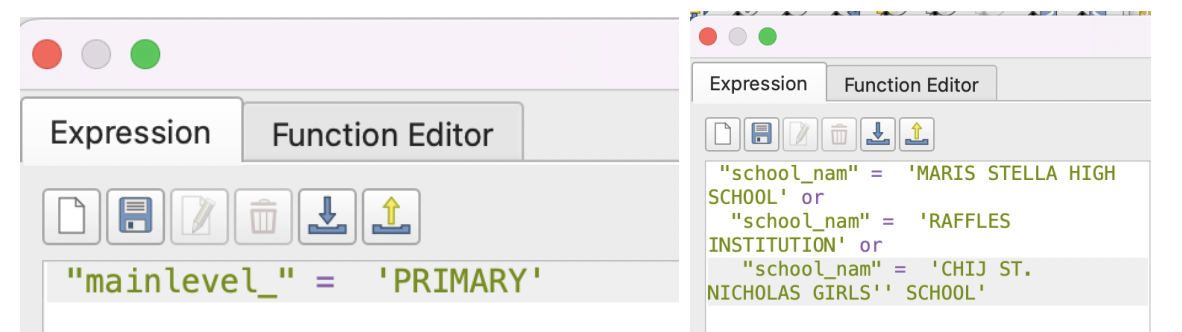 Expression
Function Editor
"mainlevel_" = 'PRIMARY'
Expression
Function Editor
"school_nam" = 'MARIS STELLA HIGH
SCHOOL' or
"school_nam" = 'RAFFLES
INSTITUTION' or
"school_nam" = 'CHIJ ST.
NICHOLAS GIRLS'' SCHOOL'